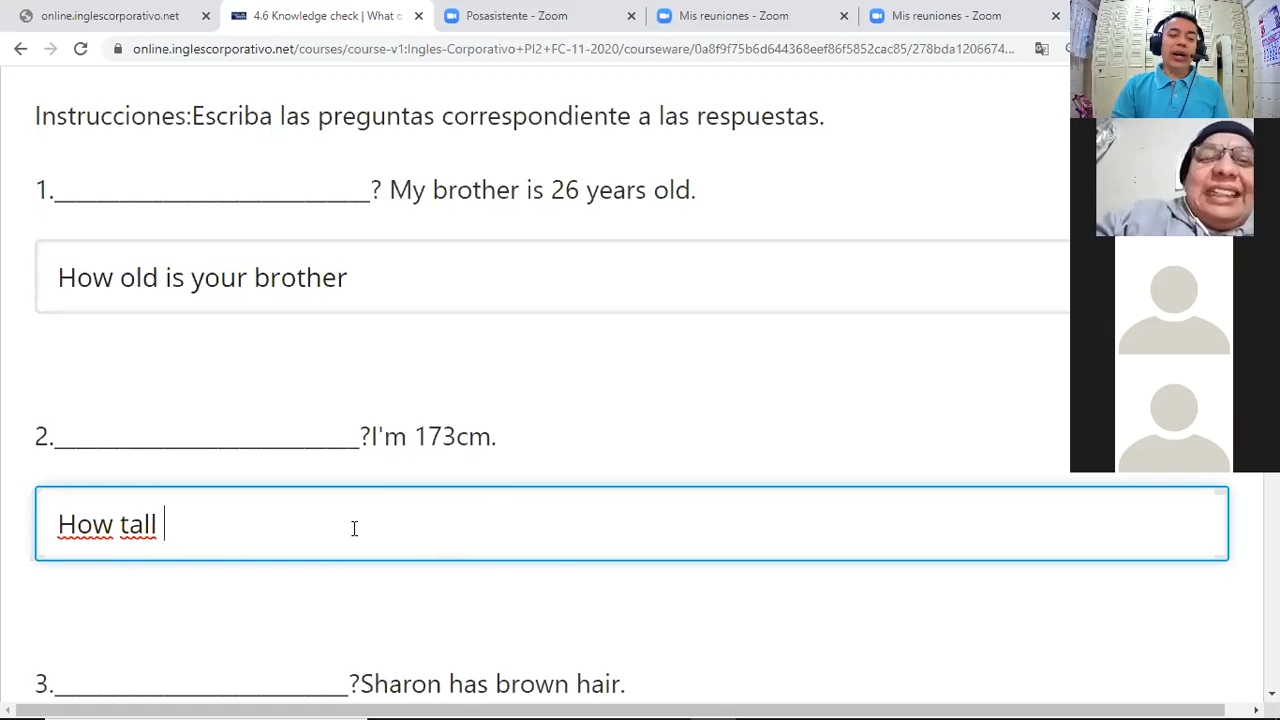 online.inglescorporativo.net
4.6 Knowledge check | What c
Pedir asistente - Zoom
Mis reuniones - Zoom
Mis reuniones - Zoom
online.inglescorporativo.net/courses/course-v1:Ingles-Corporativo+PI2+FC-11-2020/courseware/0a8f9f75b6d644368eef86f5852cac85/278bda1206674...
Instrucciones:Escriba las preguntas correspondiente a las respuestas.
1.____________________________? My brother is 26 years old.
How old is your brother
2.___________________________?I'm 173cm.
How tall
3.__________________________?Sharon has brown hair.